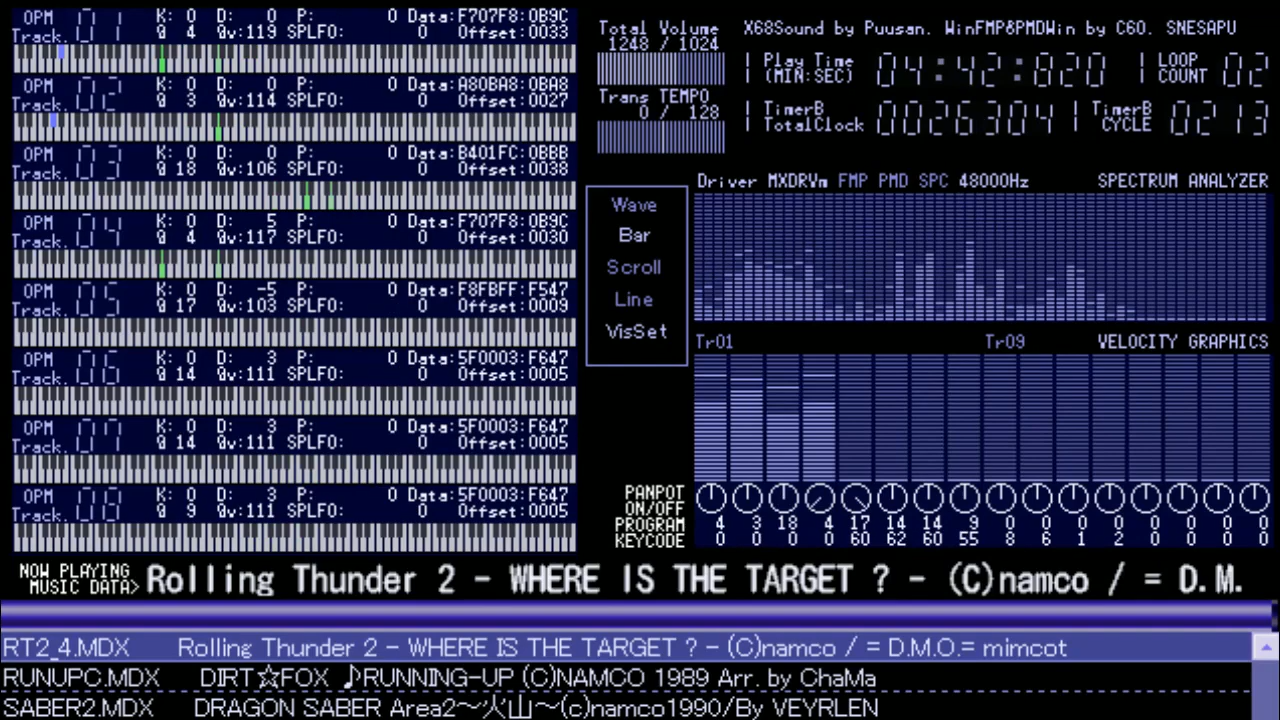 OPM K: 0 D: 0 P: 0 Data:F707F8:0B9C
Track. 01 @ 4 @v:119 SPLFO: 0 Offset:0033
OPM K: 0 D: 0 P: 0 Data:A80BA8:0BA8
Track. 02 @ 3 @v:114 SPLFO: 0 Offset:0027
OPM K: 0 D: 0 P: 0 Data:B401FC:0BBB
Track. 03 @ 18 @v:106 SPLFO: 0 Offset:0038
OPM K: 0 D: 5 P: 0 Data:F707F8:0B9C
Track. 04 @ 4 @v:117 SPLFO: 0 Offset:0030
OPM K: 0 D: -5 P: 0 Data:F8FBFF:F547
Track. 05 @ 17 @v:103 SPLFO: 0 Offset:0009
OPM K: 0 D: 3 P: 0 Data:5F0003:F647
Track. 06 @ 14 @v:111 SPLFO: 0 Offset:0005
OPM K: 0 D: 3 P: 0 Data:5F0003:F647
Track. 07 @ 14 @v:111 SPLFO: 0 Offset:0005
OPM K: 0 D: 3 P: 0 Data:5F0003:F647
Track. 08 @ 9 @v:111 SPLFO: 0 Offset:0005
Total Volume
1248 / 1024
Trans TEMPO
0 / 128
X68Sound by Puusan. WinFMP&PMDWin by C60. SNESAPU
Play Time (MIN:SEC) 04:42:820 LOOP COUNT 02
TimerB TotalClock 0026304 TimerB CYCLE 0213
Wave
Bar
Scroll
Line
VisSet
Driver MXDRVm FMP PMD SPC 48000Hz SPECTRUM ANALYZER
Tr01 Tr09 VELOCITY GRAPHICS
PANPOT
ON/OFF
PROGRAM 4 3 18 4 17 14 14 9 0 0 0 0 0 0 0 0
KEYCODE 0 0 0 0 60 62 60 55 8 6 1 2 0 0 0 0
NOW PLAYING
MUSIC DATA> Rolling Thunder 2 - WHERE IS THE TARGET ? - (C)namco / = D.M.
RT2_4.MDX Rolling Thunder 2 - WHERE IS THE TARGET ? - (C)namco / = D.M.O.= mimcot
RUNUPC.MDX DIRT☆FOX ♪RUNNING-UP (C)NAMCO 1989 Arr. by ChaMa
SABER2.MDX DRAGON SABER Area2～火山～(c)namco1990/By VEYRLEN